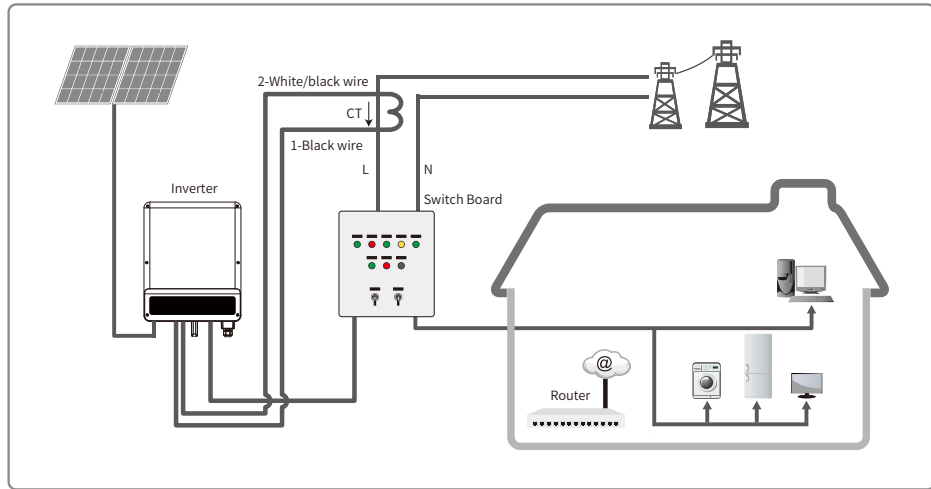 2-White/black wire
CT
1-Black wire
L
N
Inverter
Switch Board
@
Router